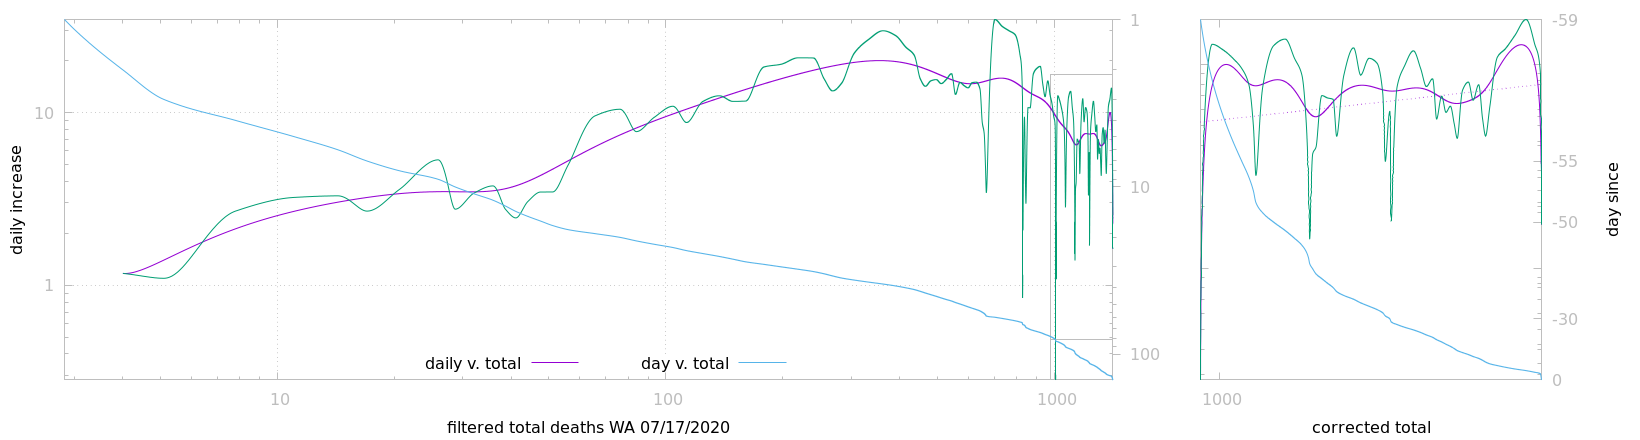 1
-59
10
-55
daily increase
10
-50
day since
1
-30
daily v. total
day v. total
100
0
10
100
1000
1000
filtered total deaths WA 07/17/2020
corrected total